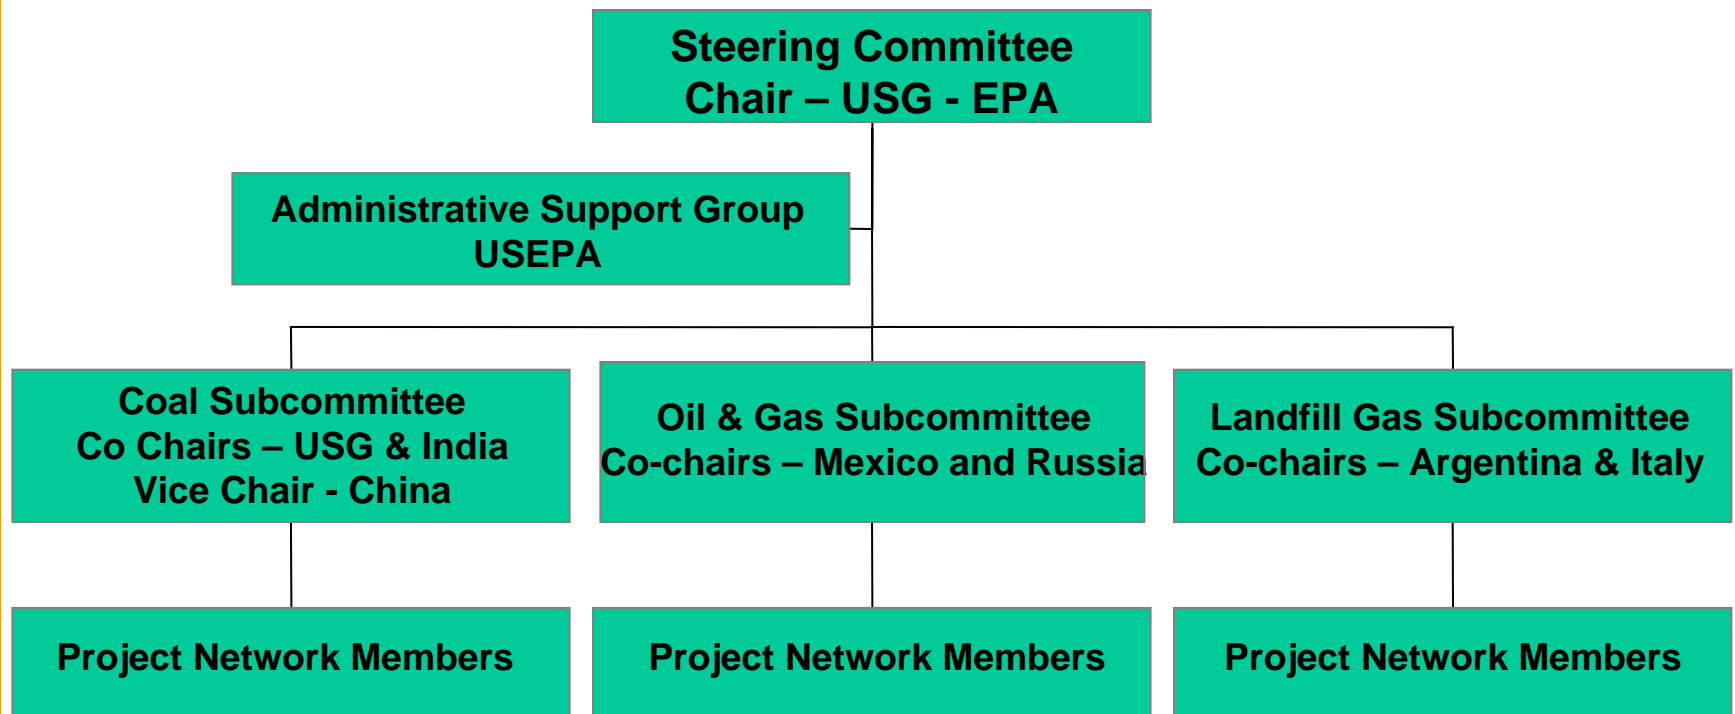 Steering Committee
Chair – USG - EPA
Administrative Support Group
USEPA
Coal Subcommittee
Co Chairs – USG & India
Vice Chair - China
Oil & Gas Subcommittee
Co-chairs – Mexico and Russia
Landfill Gas Subcommittee
Co-chairs – Argentina & Italy
Project Network Members
Project Network Members
Project Network Members